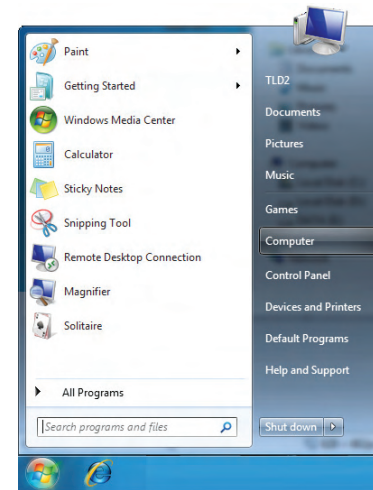 Paint
Getting Started
Windows Media Center
Calculator
Sticky Notes
Snipping Tool
Remote Desktop Connection
Magnifier
Solitaire
All Programs
Search programs and files
TLD2
Documents
Pictures
Music
Games
Computer
Control Panel
Devices and Printers
Default Programs
Help and Support
Shut down